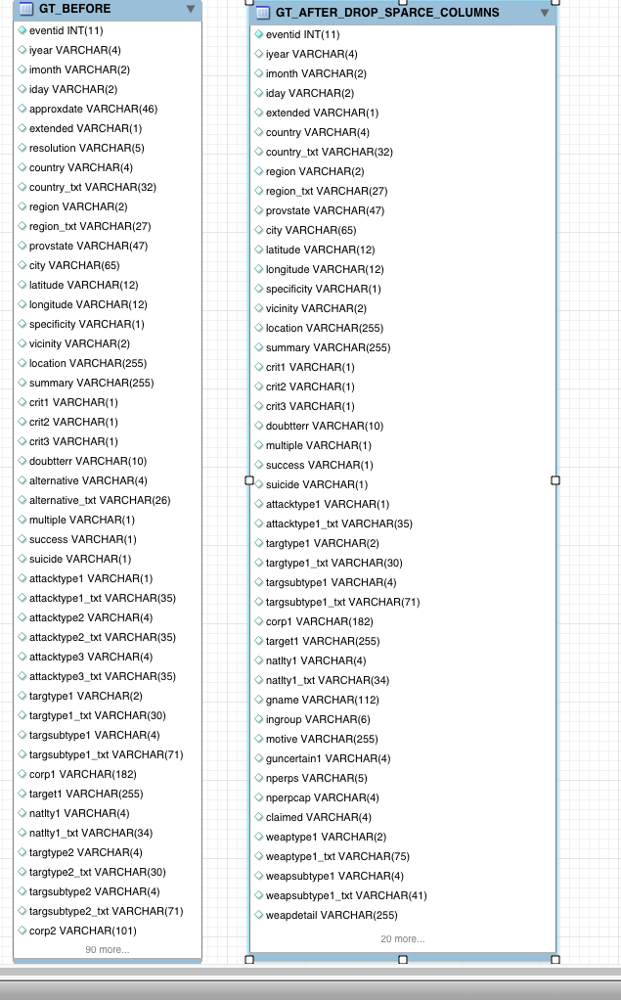 GT_BEFORE
eventid INT(11)
iyear VARCHAR(4)
imonth VARCHAR(2)
iday VARCHAR(2)
approxdate VARCHAR(46)
extended VARCHAR(1)
resolution VARCHAR(5)
country VARCHAR(4)
country_txt VARCHAR(32)
region VARCHAR(2)
region_txt VARCHAR(27)
provstate VARCHAR(47)
city VARCHAR(65)
latitude VARCHAR(12)
longitude VARCHAR(12)
specificity VARCHAR(1)
vicinity VARCHAR(2)
location VARCHAR(255)
summary VARCHAR(255)
crit1 VARCHAR(1)
crit2 VARCHAR(1)
crit3 VARCHAR(1)
doubtterr VARCHAR(10)
alternative VARCHAR(4)
alternative_txt VARCHAR(26)
multiple VARCHAR(1)
success VARCHAR(1)
suicide VARCHAR(1)
attacktype1 VARCHAR(1)
attacktype1_txt VARCHAR(35)
attacktype2 VARCHAR(4)
attacktype2_txt VARCHAR(35)
attacktype3 VARCHAR(4)
attacktype3_txt VARCHAR(35)
targtype1 VARCHAR(2)
targtype1_txt VARCHAR(30)
targsubtype1 VARCHAR(4)
targsubtype1_txt VARCHAR(71)
corp1 VARCHAR(182)
target1 VARCHAR(255)
natlty1 VARCHAR(4)
natlty1_txt VARCHAR(34)
targtype2 VARCHAR(4)
targtype2_txt VARCHAR(30)
targsubtype2 VARCHAR(4)
targsubtype2_txt VARCHAR(71)
corp2 VARCHAR(101)
90 more...
GT_AFTER_DROP_SPARCE_COLUMNS
eventid INT(11)
iyear VARCHAR(4)
imonth VARCHAR(2)
iday VARCHAR(2)
extended VARCHAR(1)
country VARCHAR(4)
country_txt VARCHAR(32)
region VARCHAR(2)
region_txt VARCHAR(27)
provstate VARCHAR(47)
city VARCHAR(65)
latitude VARCHAR(12)
longitude VARCHAR(12)
specificity VARCHAR(1)
vicinity VARCHAR(2)
location VARCHAR(255)
summary VARCHAR(255)
crit1 VARCHAR(1)
crit2 VARCHAR(1)
crit3 VARCHAR(1)
doubtterr VARCHAR(10)
multiple VARCHAR(1)
success VARCHAR(1)
suicide VARCHAR(1)
attacktype1 VARCHAR(1)
attacktype1_txt VARCHAR(35)
targtype1 VARCHAR(2)
targtype1_txt VARCHAR(30)
targsubtype1 VARCHAR(4)
targsubtype1_txt VARCHAR(71)
corp1 VARCHAR(182)
target1 VARCHAR(255)
natlty1 VARCHAR(4)
natlty1_txt VARCHAR(34)
gname VARCHAR(112)
ingroup VARCHAR(6)
motive VARCHAR(255)
guncertain1 VARCHAR(4)
nperps VARCHAR(5)
nperpcap VARCHAR(4)
claimed VARCHAR(4)
weaptype1 VARCHAR(2)
weaptype1_txt VARCHAR(75)
weapsubtype1 VARCHAR(4)
weapsubtype1_txt VARCHAR(41)
weapdetail VARCHAR(255)
20 more...